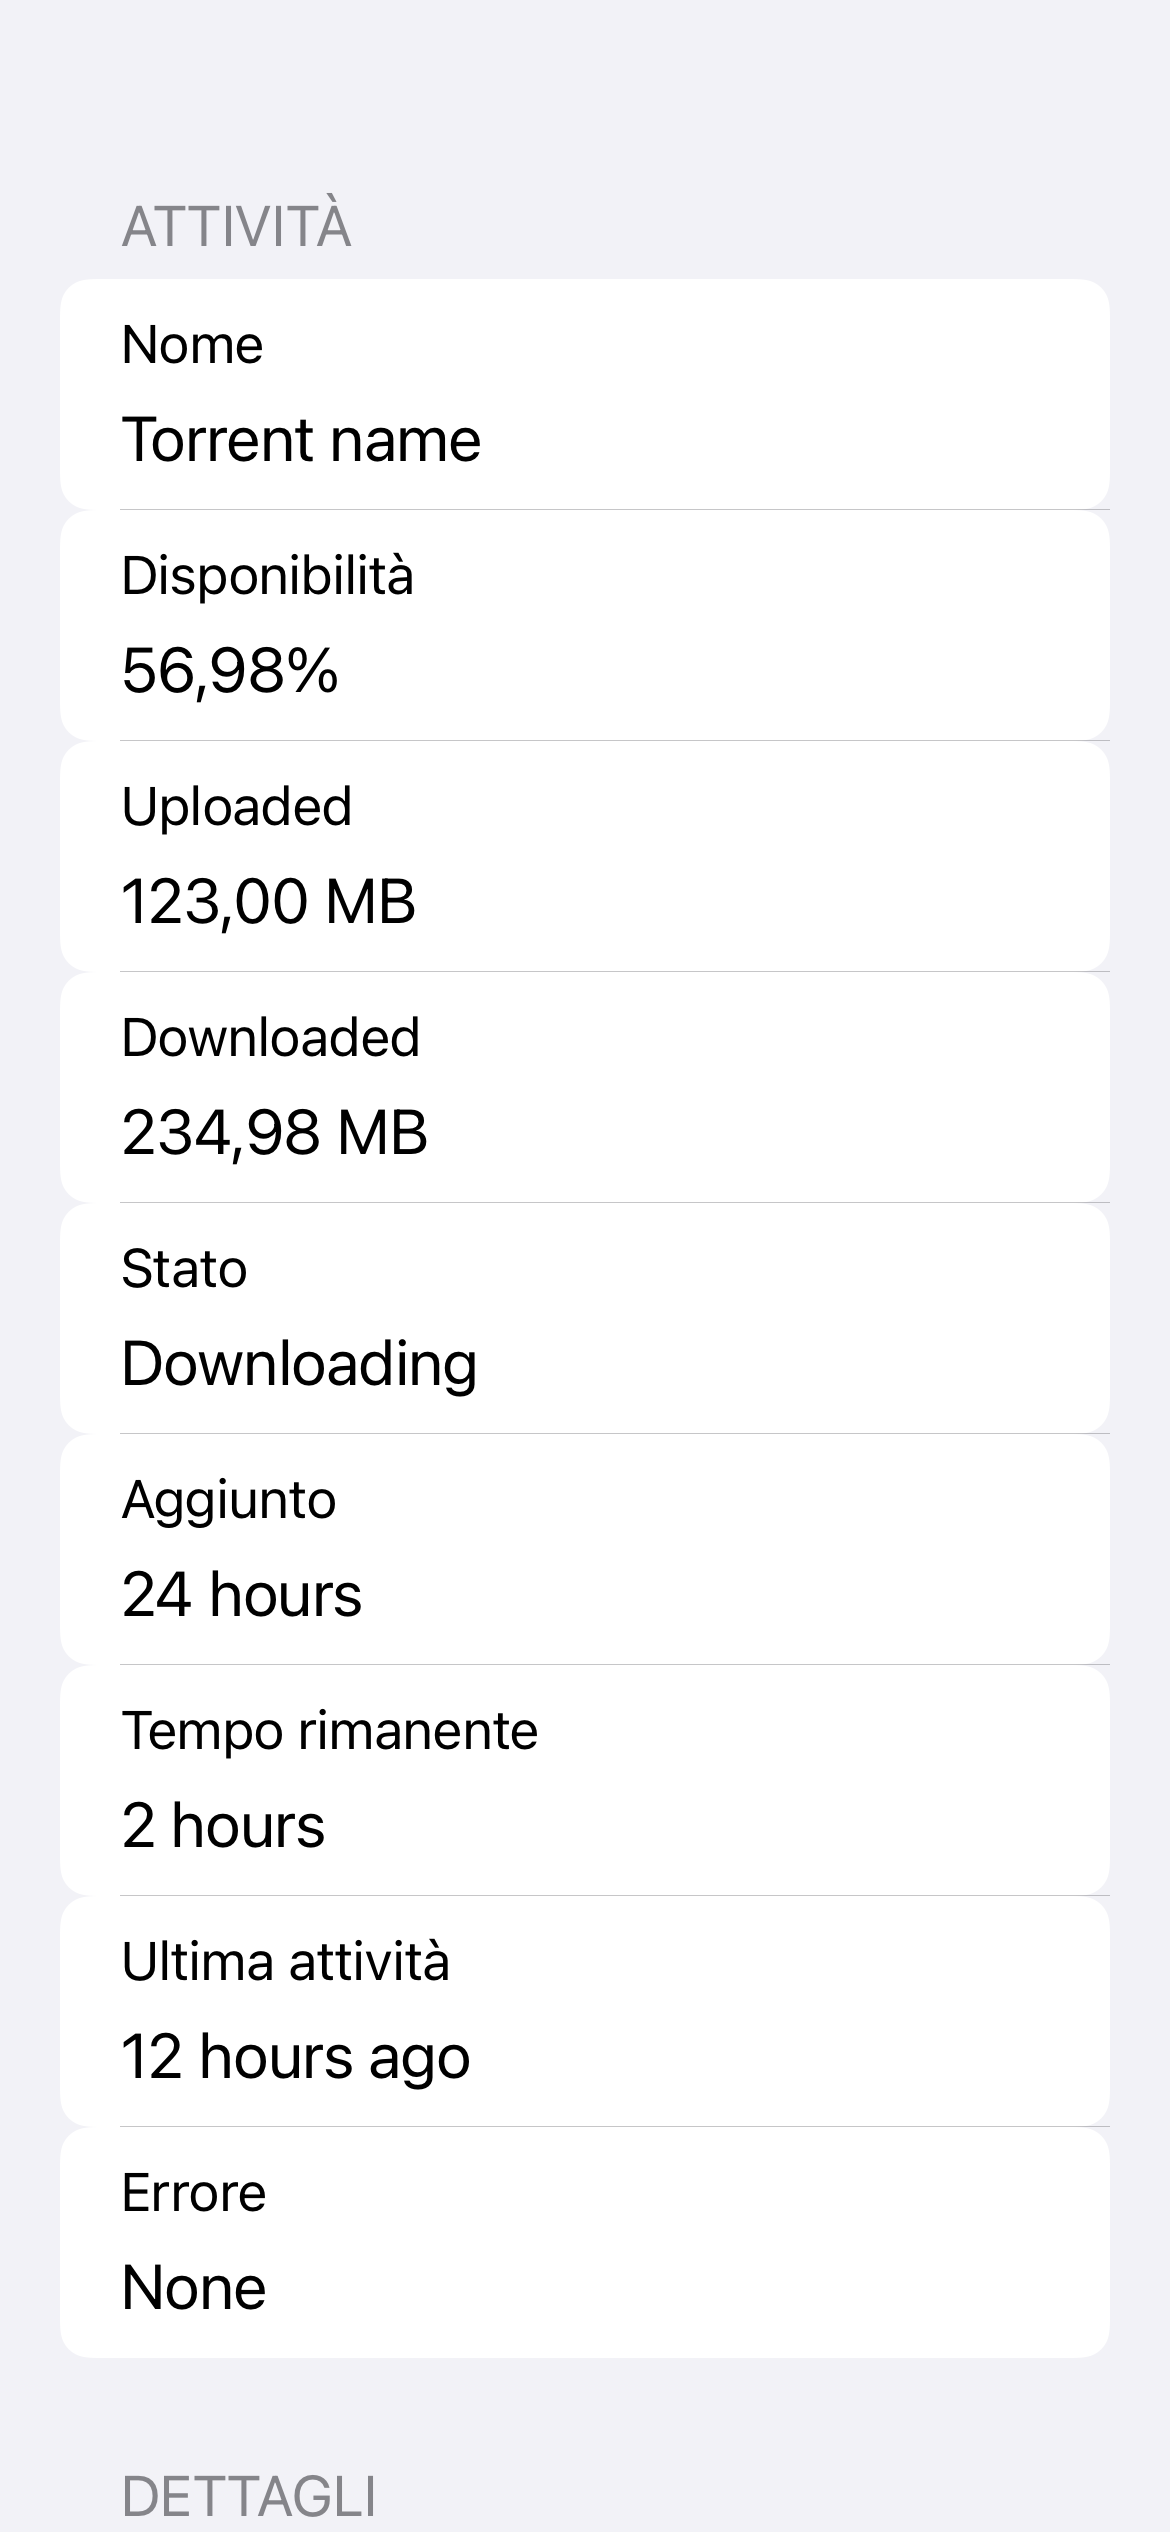 ATTIVITÀ
Nome
Torrent name
Disponibilità
56,98%
Uploaded
123,00 MB
Downloaded
234,98 MB
Stato
Downloading
Aggiunto
24 hours
Tempo rimanente
2 hours
Ultima attività
12 hours ago
Errore
None
DETTAGLI